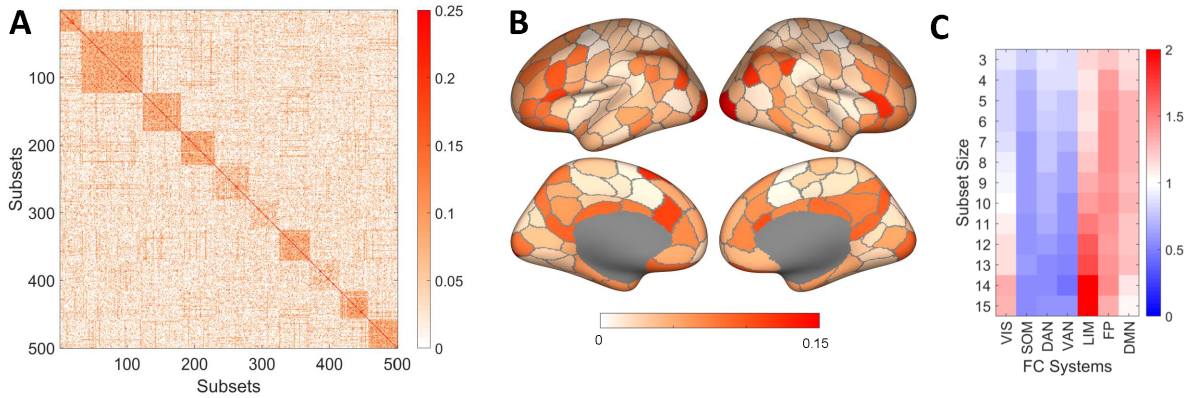 A
B
C
Subsets
100
200
300
400
500
100
200
300
400
500
Subsets
0.25
0.2
0.15
0.1
0.05
0
0
0.15
Subset Size
3
4
5
6
7
8
9
10
11
12
13
14
15
VIS
SOM
DAN
VAN
LIM
FP
DMN
FC Systems
2
1.5
1
0.5
0